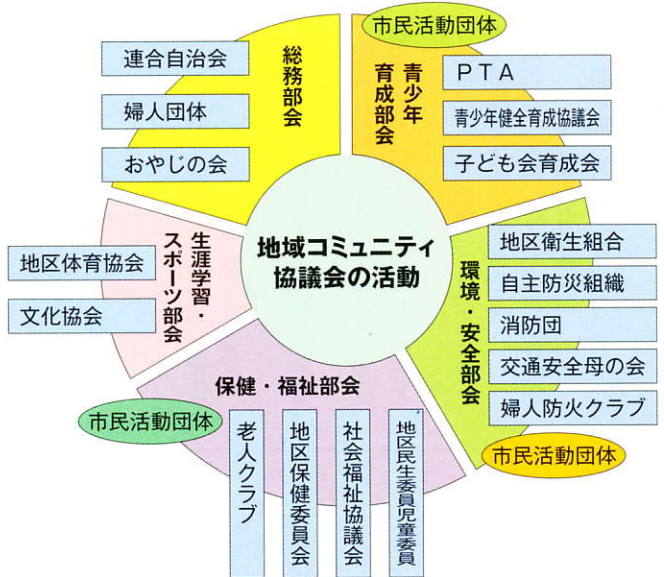 地域コミュニティ
協議会の活動
総務部会
連合自治会
婦人団体
おやじの会
市民活動団体
青少年
育成部会
PTA
青少年健全育成協議会
子ども会育成会
環境・安全部会
地区衛生組合
自主防災組織
消防団
交通安全母の会
婦人防火クラブ
市民活動団体
保健・福祉部会
市民活動団体
老人クラブ
地区保健委員会
社会福祉協議会
地区民生委員児童委員
生涯学習・
スポーツ部会
地区体育協会
文化協会